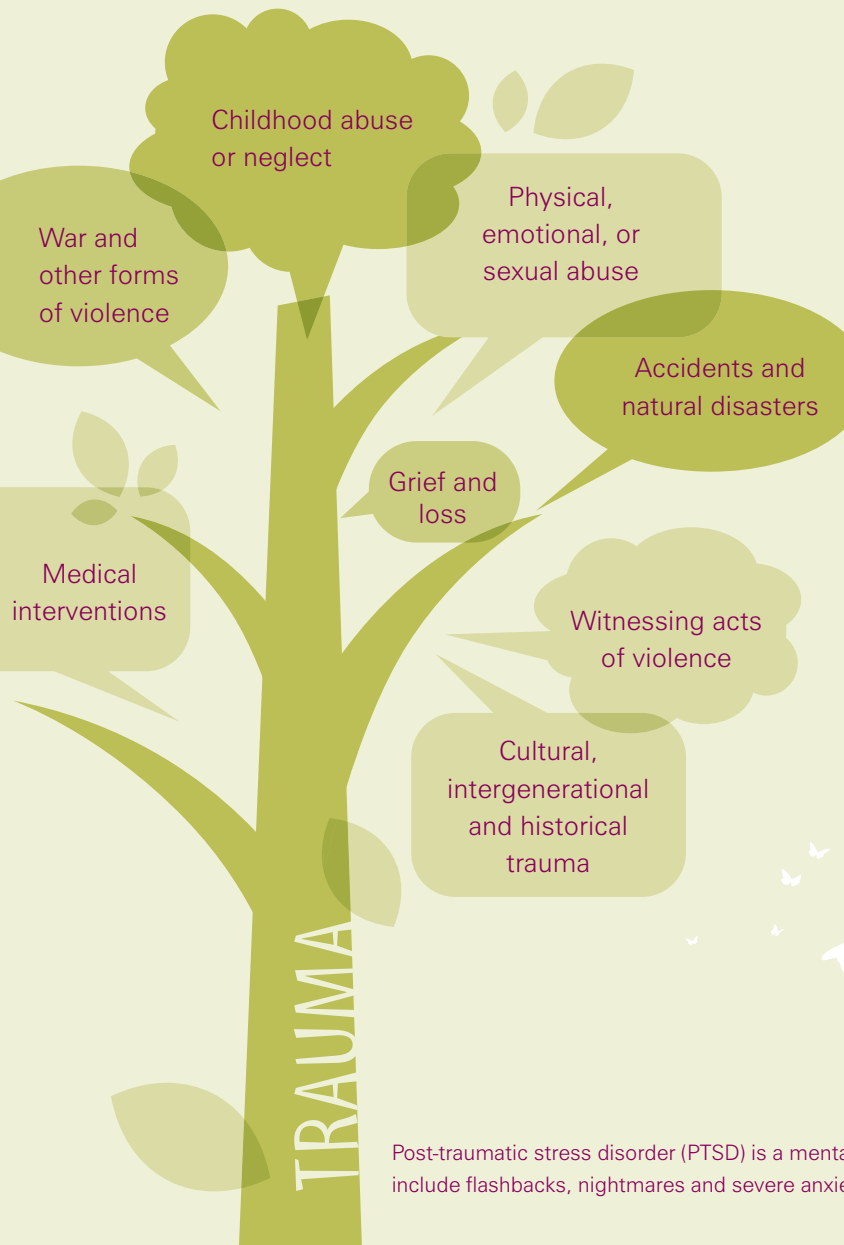 Childhood abuse
or neglect
Physical,
emotional, or
sexual abuse
War and
other forms
of violence
Accidents and
natural disasters
Grief and
loss
Medical
interventions
Witnessing acts
of violence
Cultural,
intergenerational
and historical
trauma
TRAUMA
Post-traumatic stress disorder (PTSD) is a
include flashbacks, nightmares and severe